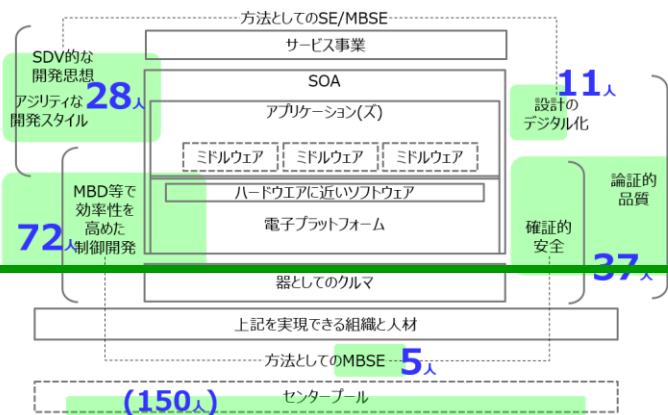 方法としてのSE/MBSE
サービス事業
SDV的な
開発思想
アジリティな
開発スタイル
28人
SOA
アプリケーション(ズ)
ミドルウェア
ミドルウェア
ミドルウェア
11人
設計の
デジタル化
MBD等で
効率性を
高めた
制御開発
72人
ハードウエアに近いソフトウェア
電子プラットフォーム
確証的
安全
論証的
品質
37人
器としてのクルマ
上記を実現できる組織と人材
方法としてのMBSE
5人
センタープール
(150人)